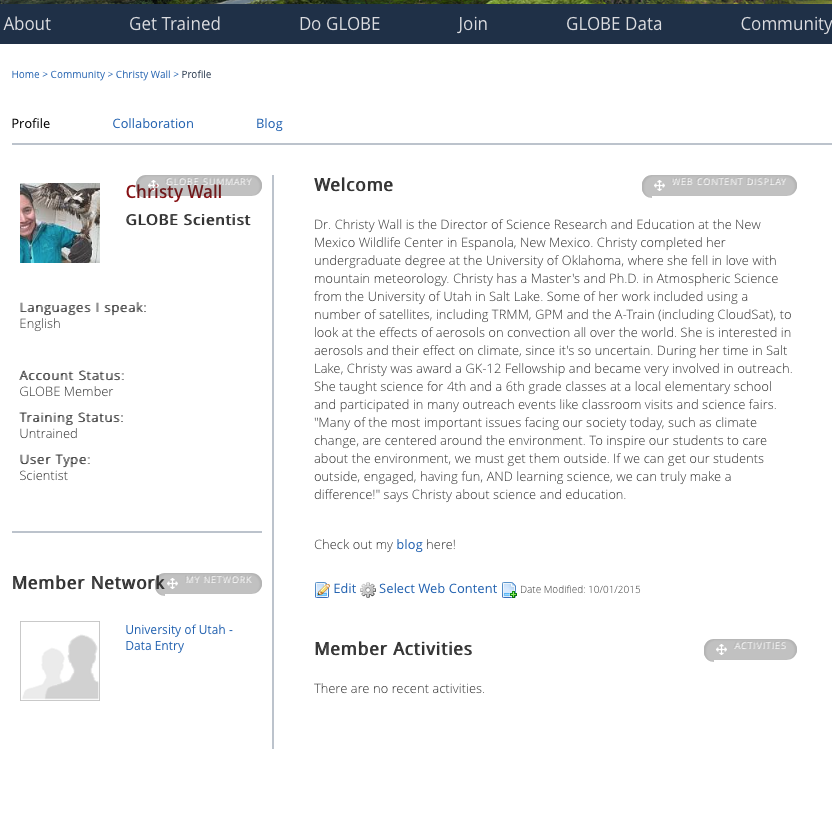 About Get Trained Do GLOBE Join GLOBE Data Community
Home > Community > Christy Wall > Profile
Profile Collaboration Blog
GLOBE SUMMARY
Christy Wall
GLOBE Scientist
Languages I speak:
English
Account Status:
GLOBE Member
Training Status:
Untrained
User Type:
Scientist
Member Network
MY NETWORK
University of Utah -
Data Entry
Welcome
WEB CONTENT DISPLAY
Dr. Christy Wall is the Director of Science Research and Education at the New
Mexico Wildlife Center in Espanola, New Mexico. Christy completed her
undergraduate degree at the University of Oklahoma, where she fell in love with
mountain meteorology. Christy has a Master's and Ph.D. in Atmospheric Science
from the University of Utah in Salt Lake. Some of her work included using a
number of satellites, including TRMM, GPM and the A-Train (including CloudSat), to
look at the effects of aerosols on convection all over the world. She is interested in
aerosols and their effect on climate, since it's so uncertain. During her time in Salt
Lake, Christy was award a GK-12 Fellowship and became very involved in outreach.
She taught science for 4th and a 6th grade classes at a local elementary school
and participated in many outreach events like classroom visits and science fairs.
"Many of the most important issues facing our society today, such as climate
change, are centered around the environment. To inspire our students to care
about the environment, we must get them outside. If we can get our students
outside, engaged, having fun, AND learning science, we can truly make a
difference!" says Christy about science and education.
Check out my blog here!
Edit Select Web Content Date Modified: 10/01/2015
Member Activities
ACTIVITIES
There are no recent activities.